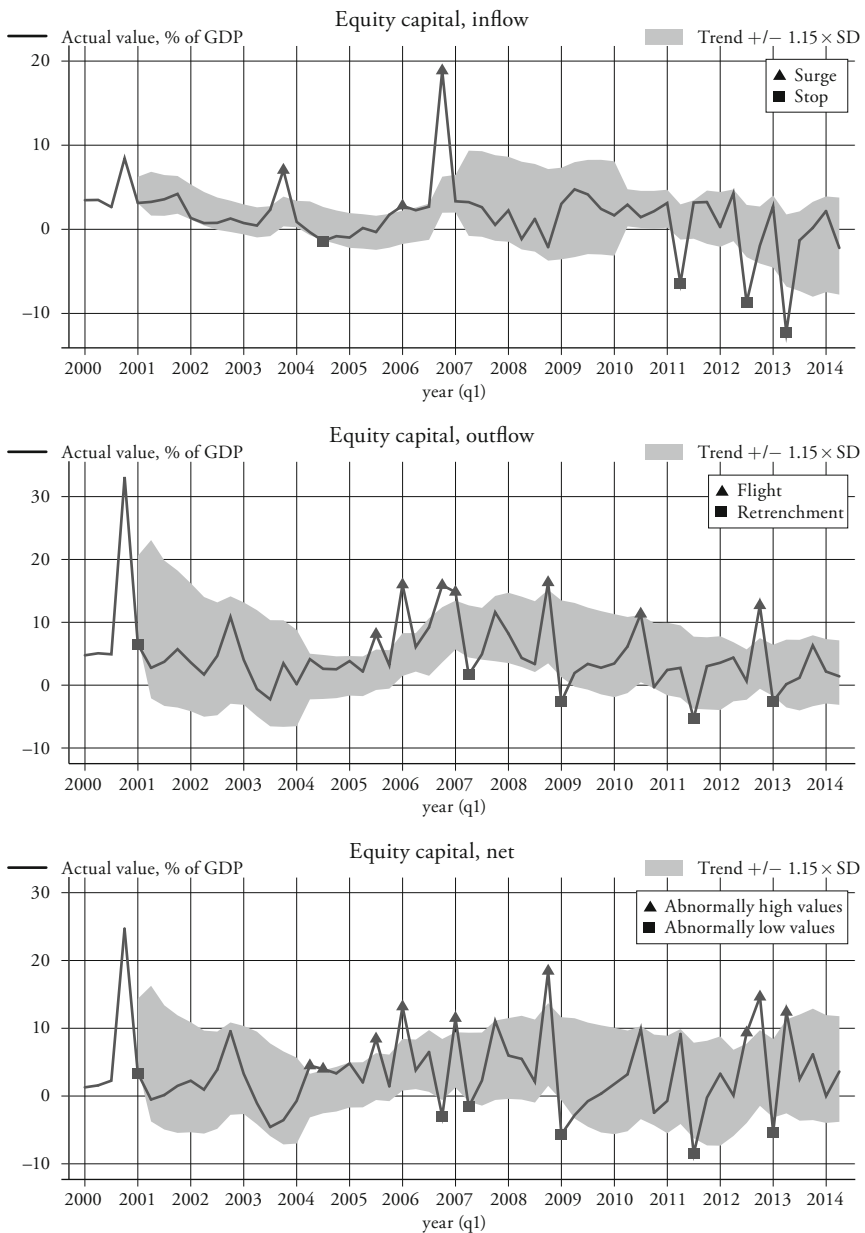 Equity capital, inflow
Actual value, % of GDP
Trend +/− 1.15 × SD
Surge
Stop
20
10
0
−10
2000 2001 2002 2003 2004 2005 2006 2007 2008 2009 2010 2011 2012 2013 2014
year (q1)
Equity capital, outflow
Actual value, % of GDP
Trend +/− 1.15 × SD
Flight
Retrenchment
30
20
10
0
−10
2000 2001 2002 2003 2004 2005 2006 2007 2008 2009 2010 2011 2012 2013 2014
year (q1)
Equity capital, net
Actual value, % of GDP
Trend +/− 1.15 × SD
Abnormally high values
Abnormally low values
30
20
10
0
−10
2000 2001 2002 2003 2004 2005 2006 2007 2008 2009 2010 2011 2012 2013 2014
year (q1)